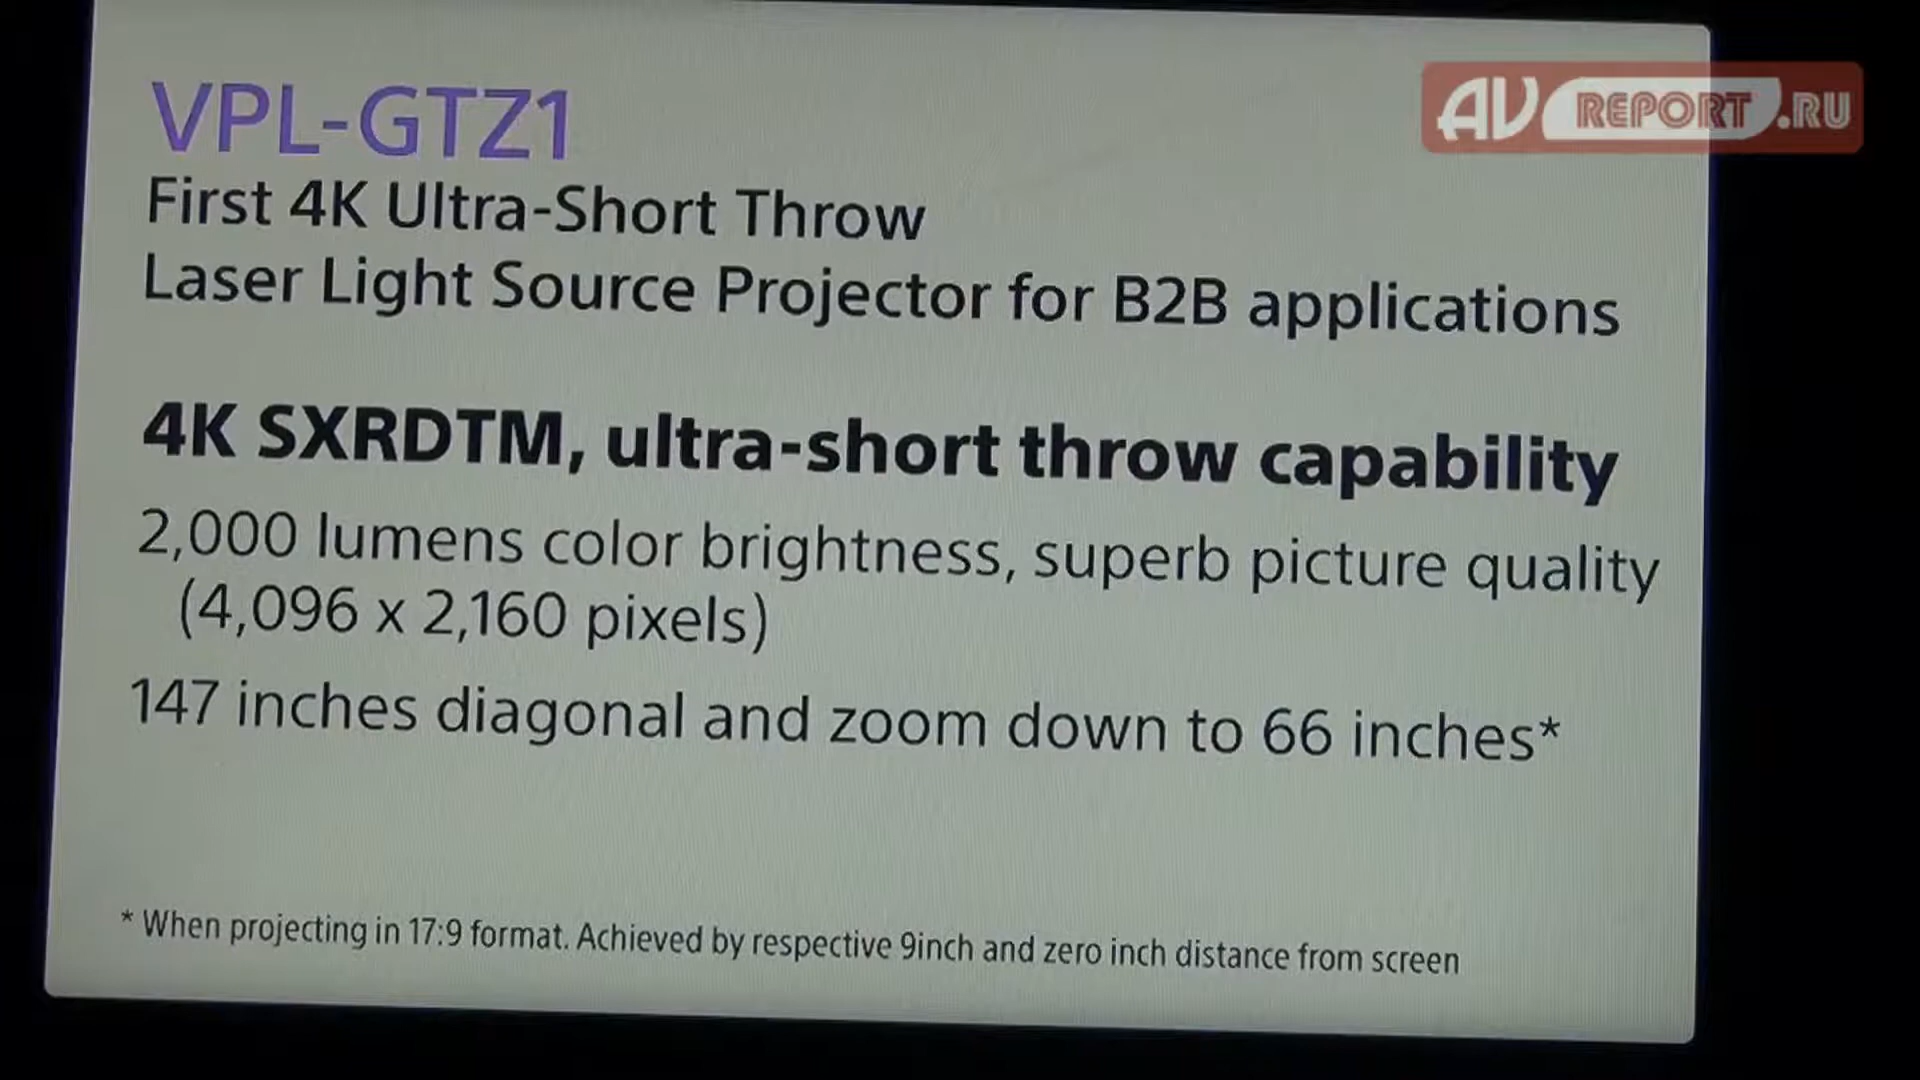 VPL-GTZ1
AV REPORT.RU
First 4K Ultra-Short Throw
Laser Light Source Projector for B2B applications
4K SXRDTM, ultra-short throw capability
2,000 lumens color brightness, superb picture quality
(4,096 x 2,160 pixels)
147 inches diagonal and zoom down to 66 inches*
* When projecting in 17:9 format. Achieved by respective 9inch and zero inch distance from screen